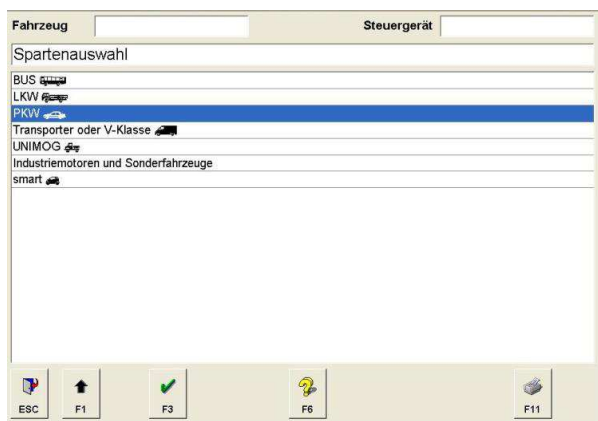 Fahrzeug Steuergerät
Spartenauswahl
BUS
LKW
PKW
Transporter oder V-Klasse
UNIMOG
Industriemotoren und Sonderfahrzeuge
smart
ESC F1 F3 F6 F11